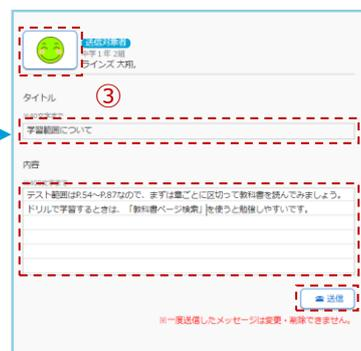 送信対象者
中学1年2組
ラインズ 大翔,
タイトル
③
学習範囲について
内容
テスト範囲はP.54～P.87なので、まずは章ごとに区切って教科書を読んでみましょう。
ドリルで学習するときは、「教科書ページ検索」を使うと勉強しやすいです。
送信
※一度送信したメッセージは変更・削除できません。